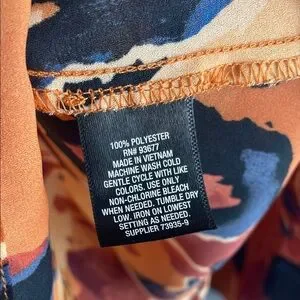 100% POLYESTER
RN# 93677
MADE IN VIETNAM
MACHINE WASH COLD
GENTLE CYCLE WITH LIKE
COLORS. USE ONLY
NON-CHLORINE BLEACH
WHEN NEEDED. TUMBLE DRY
LOW. IRON ON LOWEST
SETTING AS NEEDED.
SUPPLIER 73935-9